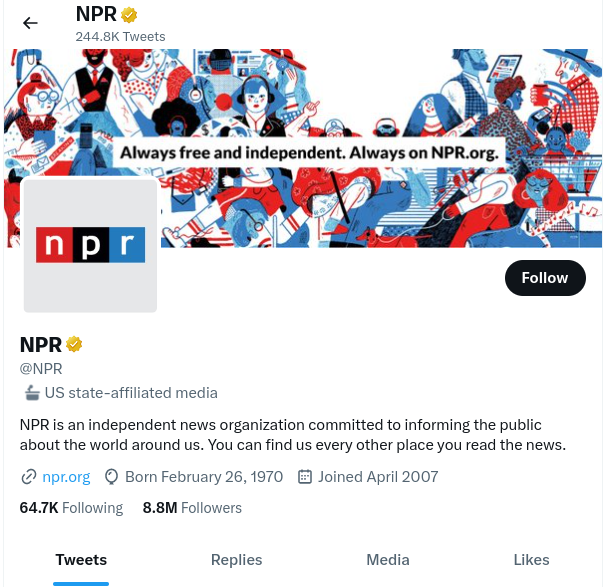 NPR
244.8K Tweets
Always free and independent. Always on NPR.org.
n p r
Follow
NPR
@NPR
US state-affiliated media
NPR is an independent news organization committed to informing the public
about the world around us. You can find us every other place you read the news.
npr.org Born February 26, 1970 Joined April 2007
64.7K Following 8.8M Followers
Tweets Replies Media Likes